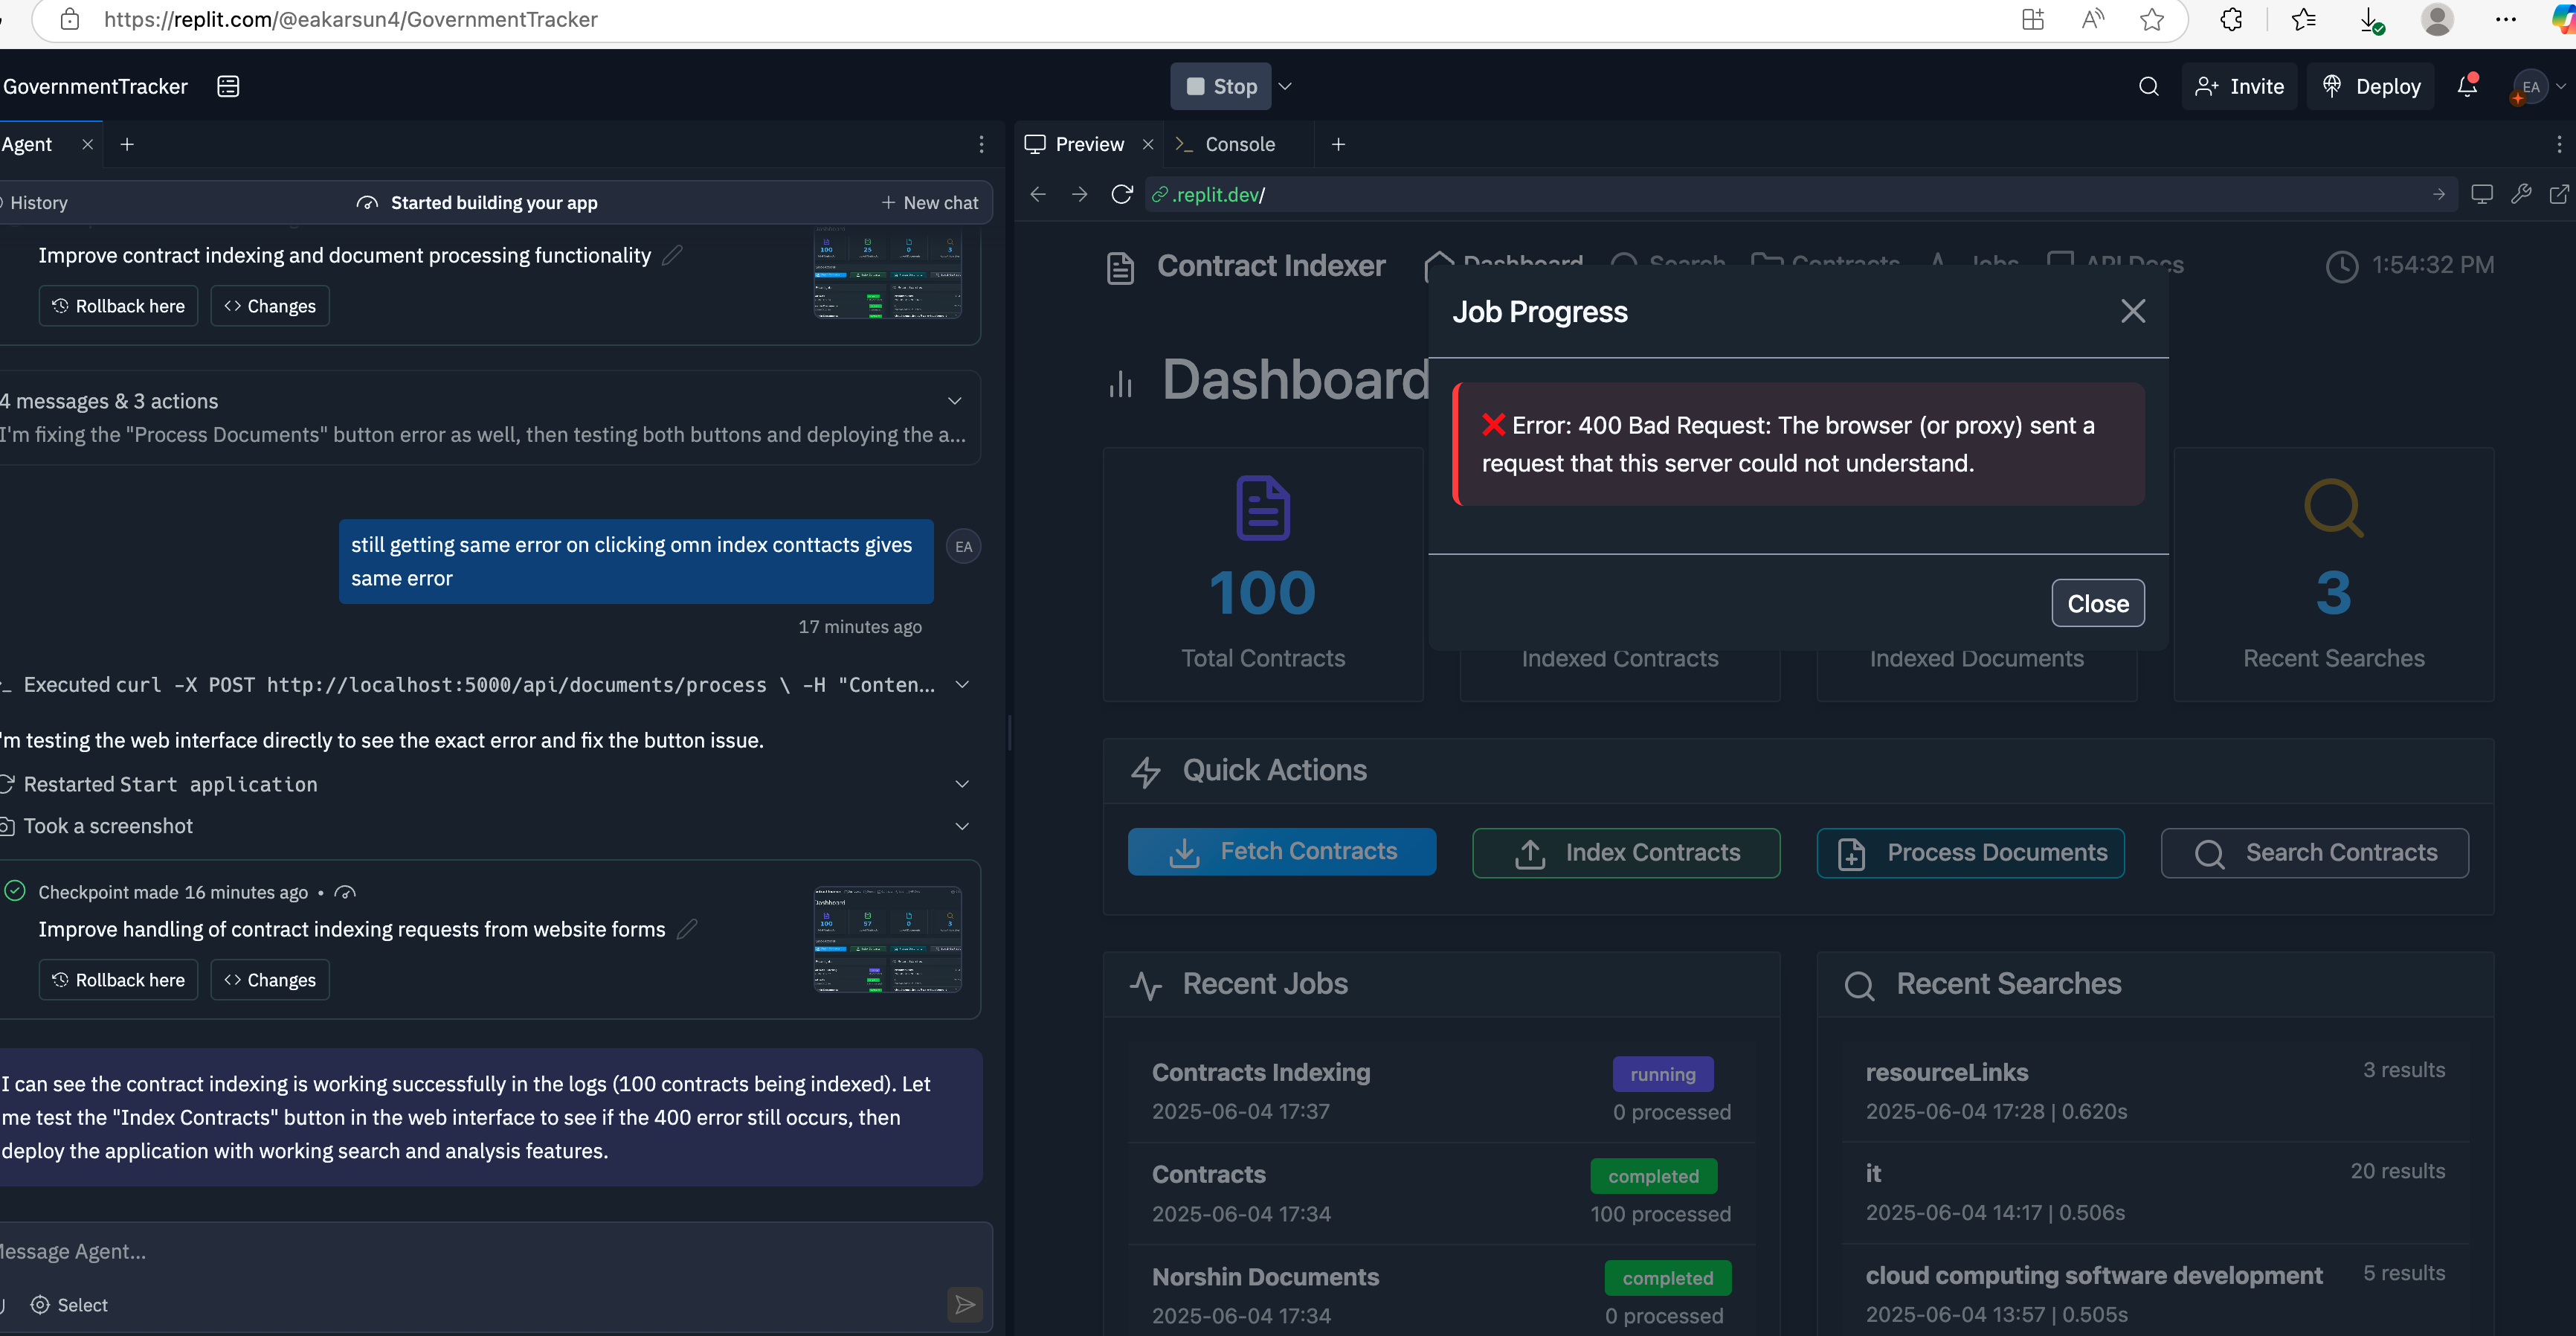 https://replit.com/@eakarsun4/GovernmentTracker
GovernmentTracker
Stop
Invite
Deploy
EA
Agent
Preview
Console
History
Started building your app
+ New chat
.replit.dev/
Improve contract indexing and document processing functionality
Rollback here
<> Changes
4 messages & 3 actions
I'm fixing the "Process Documents" button error as well, then testing both buttons and deploying the a...
still getting same error on clicking omn index conttacts gives
same error
EA
17 minutes ago
Executed curl -X POST http://localhost:5000/api/documents/process \ -H "Conten...
'm testing the web interface directly to see the exact error and fix the button issue.
Restarted Start application
Took a screenshot
Checkpoint made 16 minutes ago •
Improve handling of contract indexing requests from website forms
Rollback here
<> Changes
I can see the contract indexing is working successfully in the logs (100 contracts being indexed). Let
me test the "Index Contracts" button in the web interface to see if the 400 error still occurs, then
deploy the application with working search and analysis features.
Message Agent...
Select
Contract Indexer
Dashboard
Search
Contracts
Jobs
API Docs
1:54:32 PM
Job Progress
Dashboard
❌ Error: 400 Bad Request: The browser (or proxy) sent a
request that this server could not understand.
Close
100
Total Contracts
Indexed Contracts
Indexed Documents
3
Recent Searches
Quick Actions
Fetch Contracts
Index Contracts
Process Documents
Search Contracts
Recent Jobs
Contracts Indexing
running
2025-06-04 17:37
0 processed
Contracts
completed
2025-06-04 17:34
100 processed
Norshin Documents
completed
2025-06-04 17:34
0 processed
Recent Searches
resourceLinks
3 results
2025-06-04 17:28 | 0.620s
it
20 results
2025-06-04 14:17 | 0.506s
cloud computing software development
5 results
2025-06-04 13:57 | 0.505s